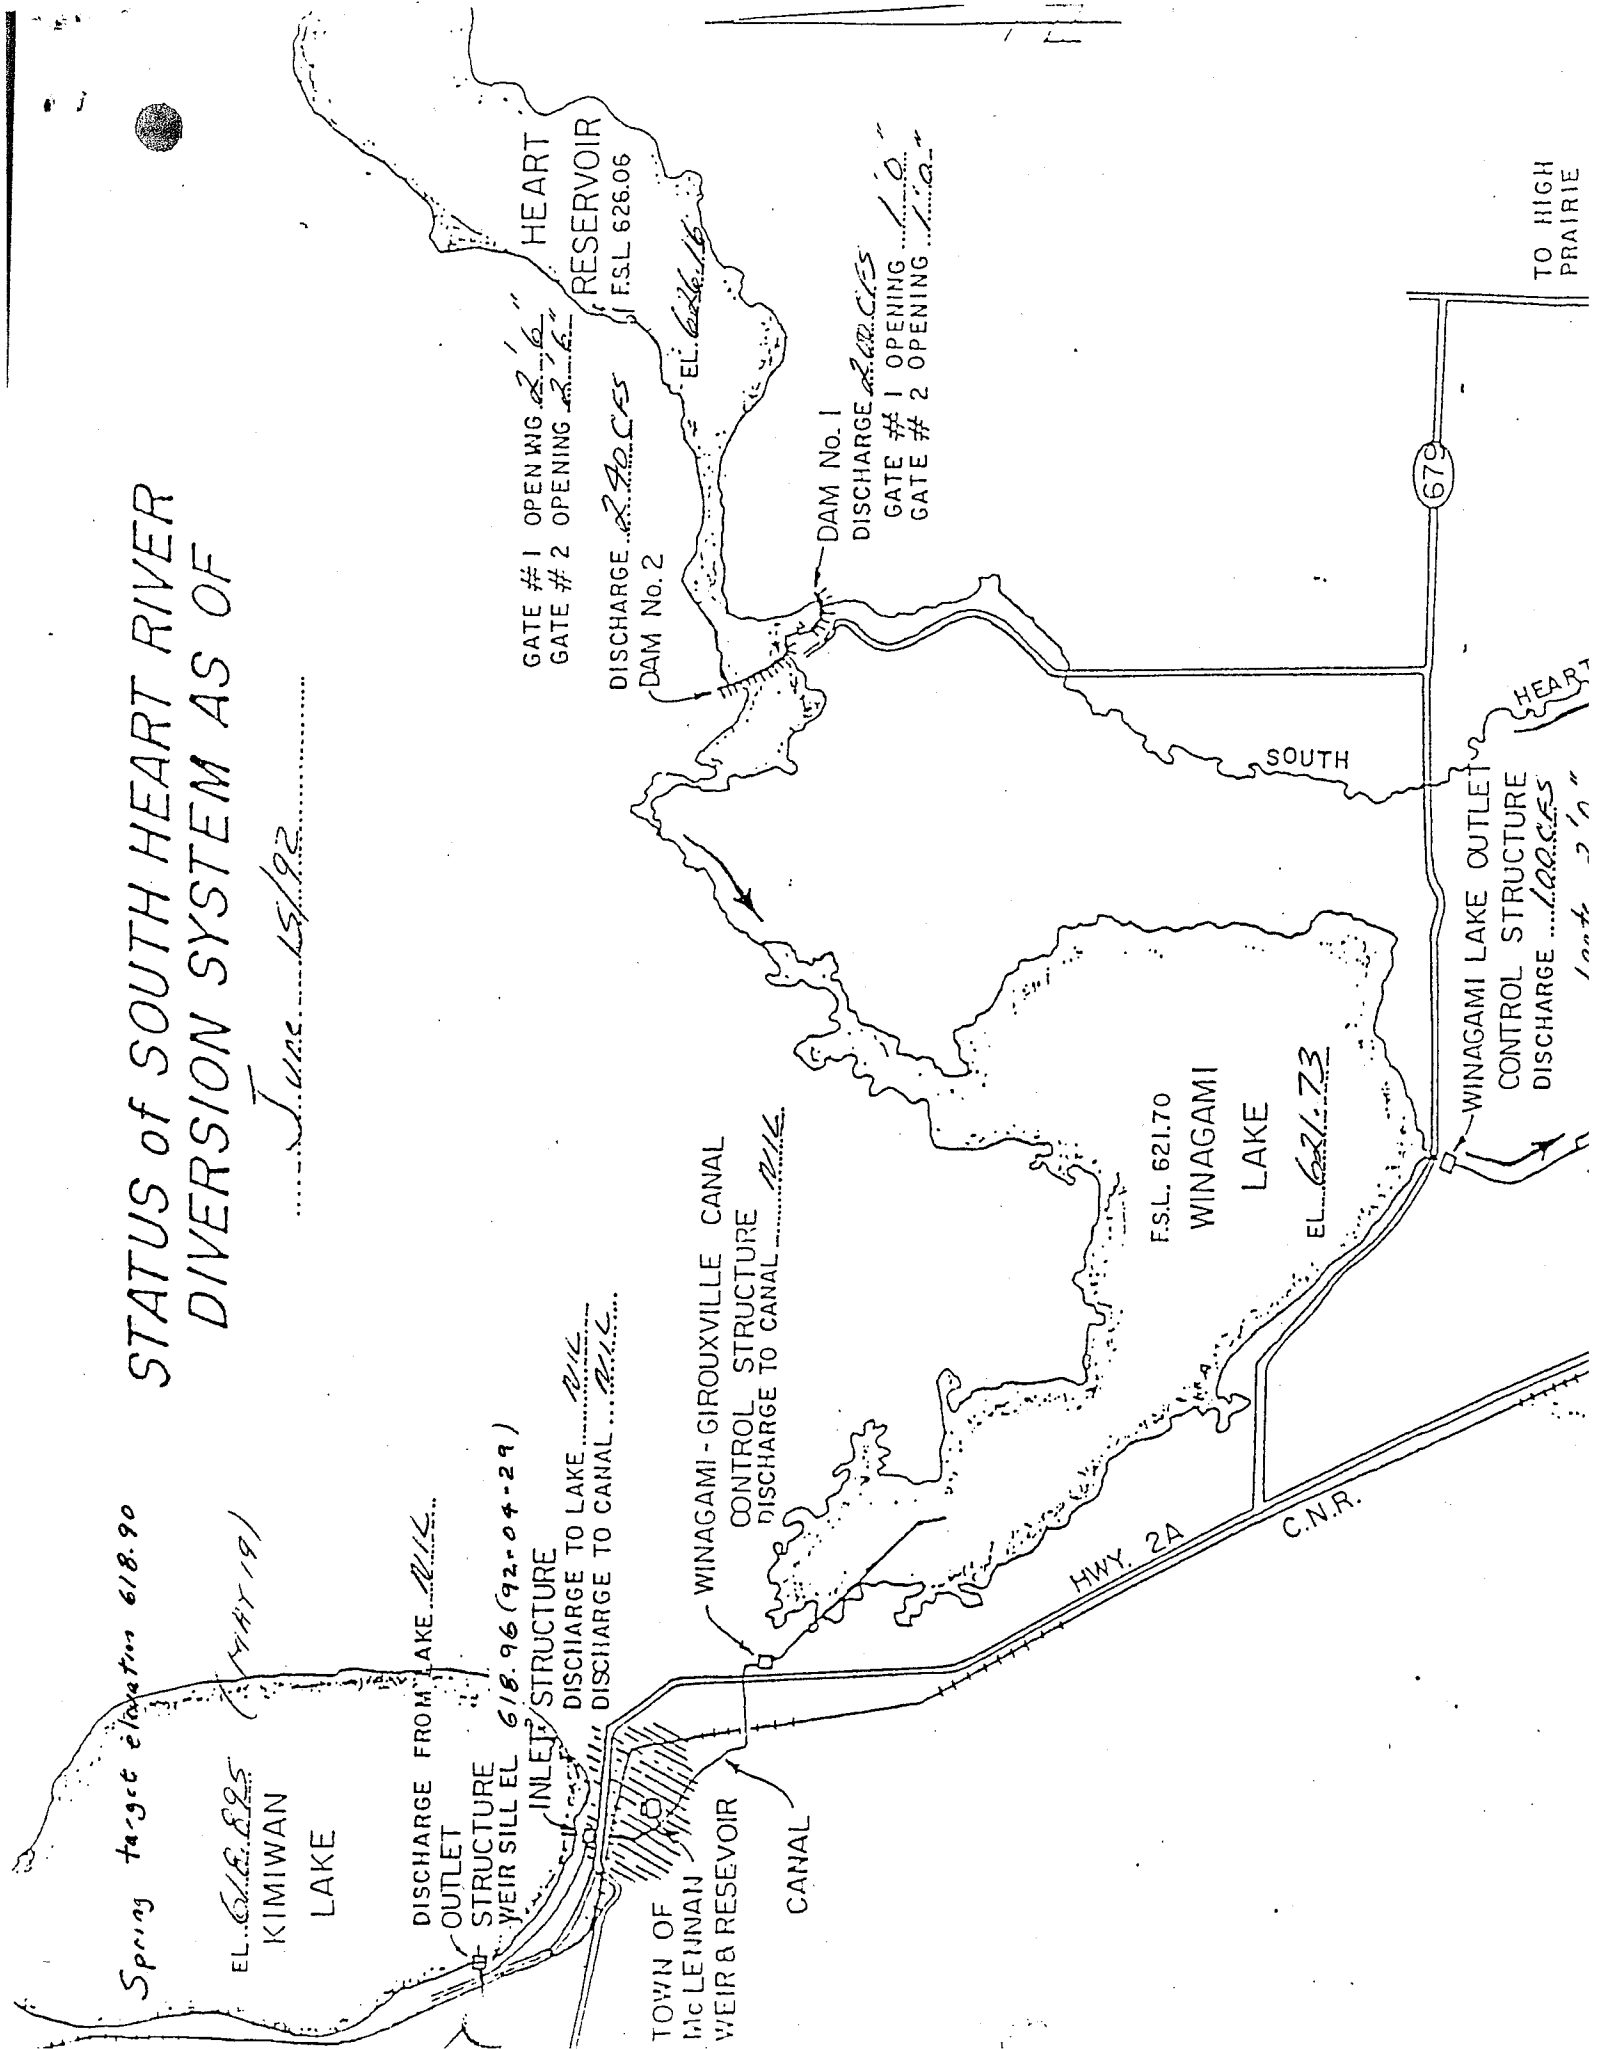 STATUS of SOUTH HEART RIVER
DIVERSION SYSTEM AS OF
June 15/92
Spring target elevation 618.90
EL. 618.895 (MAY 19)
KIMIWAN
LAKE
DISCHARGE FROM LAKE NIL
OUTLET
STRUCTURE
WEIR SILL EL 618.96 (92-04-29)
INLET STRUCTURE
DISCHARGE TO LAKE NIL
DISCHARGE TO CANAL NIL
TOWN OF
McLENNAN
WEIR & RESEVOIR
CANAL
WINAGAMI-GIROUXVILLE CANAL
CONTROL STRUCTURE
DISCHARGE TO CANAL NIL
GATE # 1 OPENING 2'6"
GATE # 2 OPENING 2'6"
DISCHARGE 240 CFS
DAM No. 2
HEART
RESERVOIR
F.S.L 626.06
EL. 626.16
DAM No. 1
DISCHARGE 200 CFS
GATE # 1 OPENING 1'0"
GATE # 2 OPENING 1'0"
F.S.L. 621.70
WINAGAMI
LAKE
EL. 621.73
HWY. 2A
C.N.R.
SOUTH
HEART
679
TO HIGH
PRAIRIE
WINAGAMI LAKE OUTLET
CONTROL STRUCTURE
DISCHARGE 100 CFS